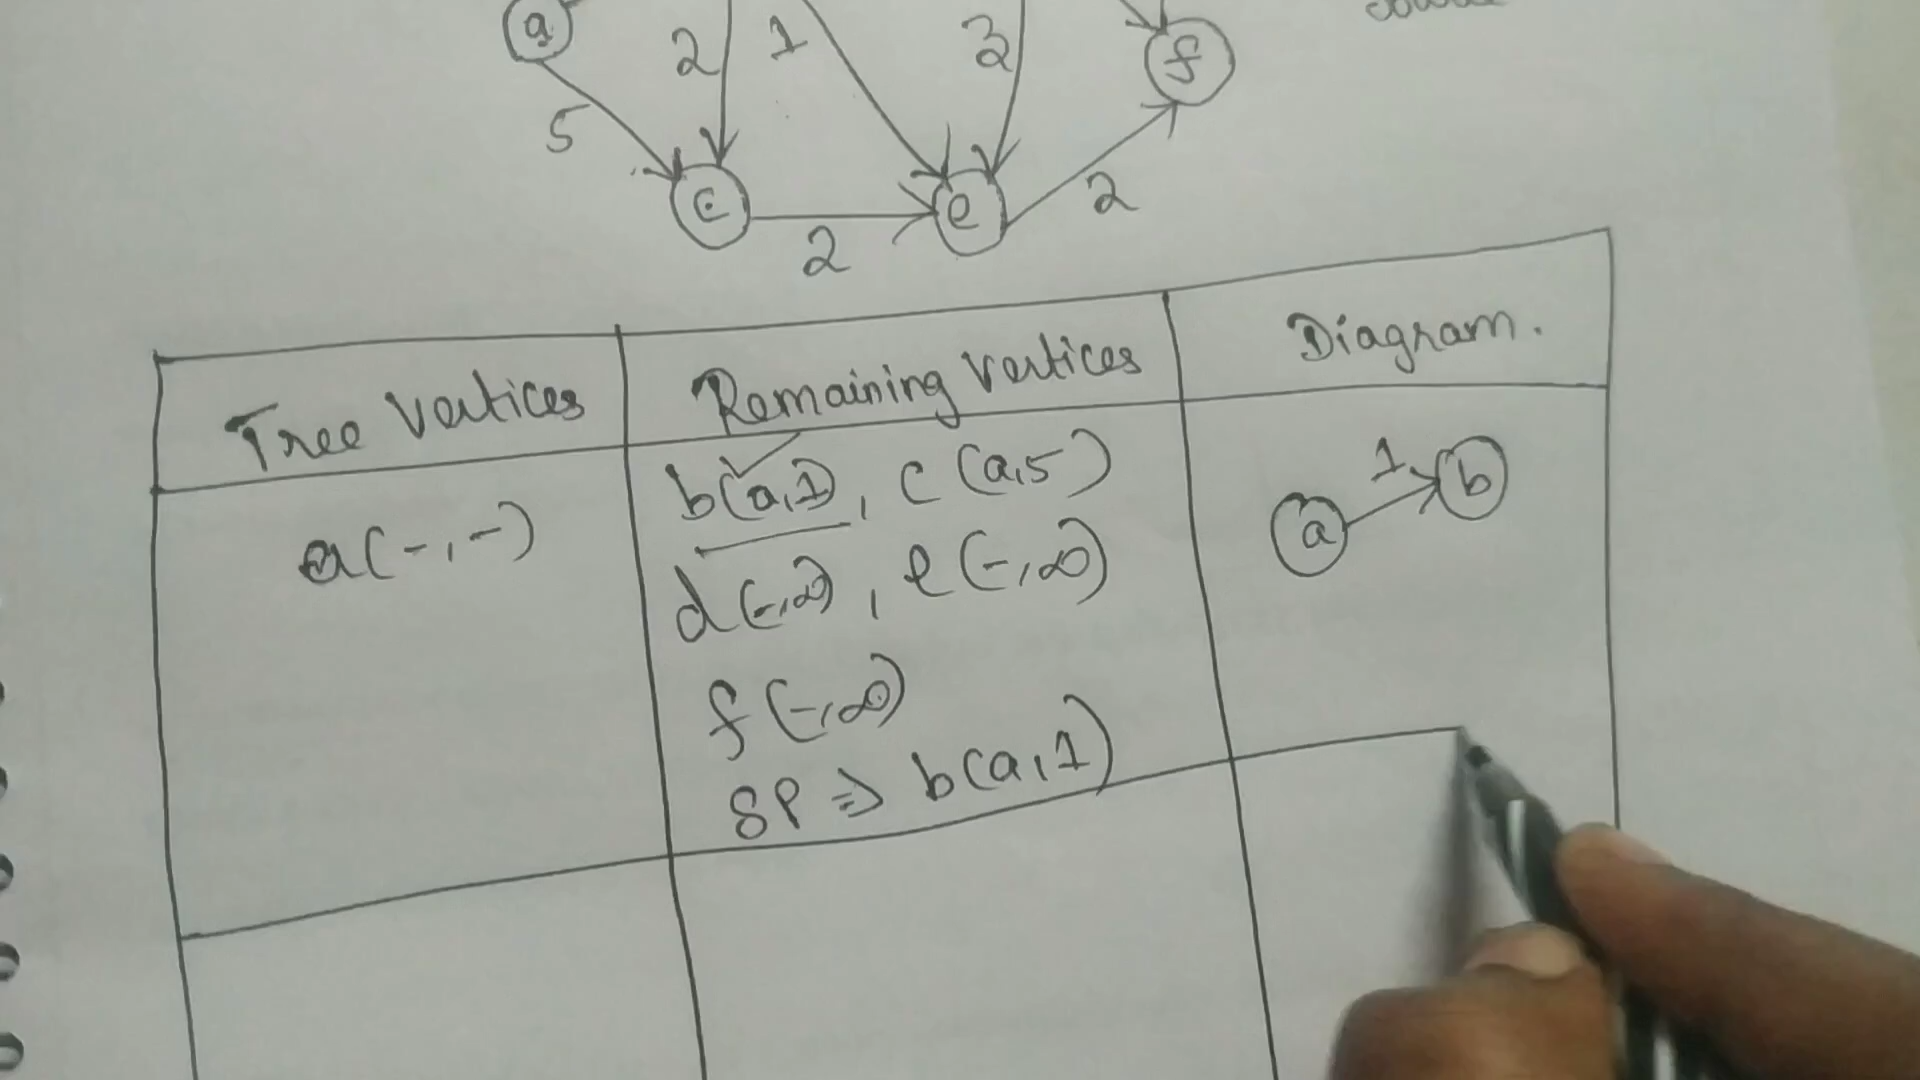 a 2 1 3 f
5
c e 2
2
Tree Vertices Remaining Vertices Diagram.
a(-,-) b(a,1), c(a,5) a 1 b
d(-,∞), e(-,∞)
f(-,∞)
SP ⇒ b(a,1)